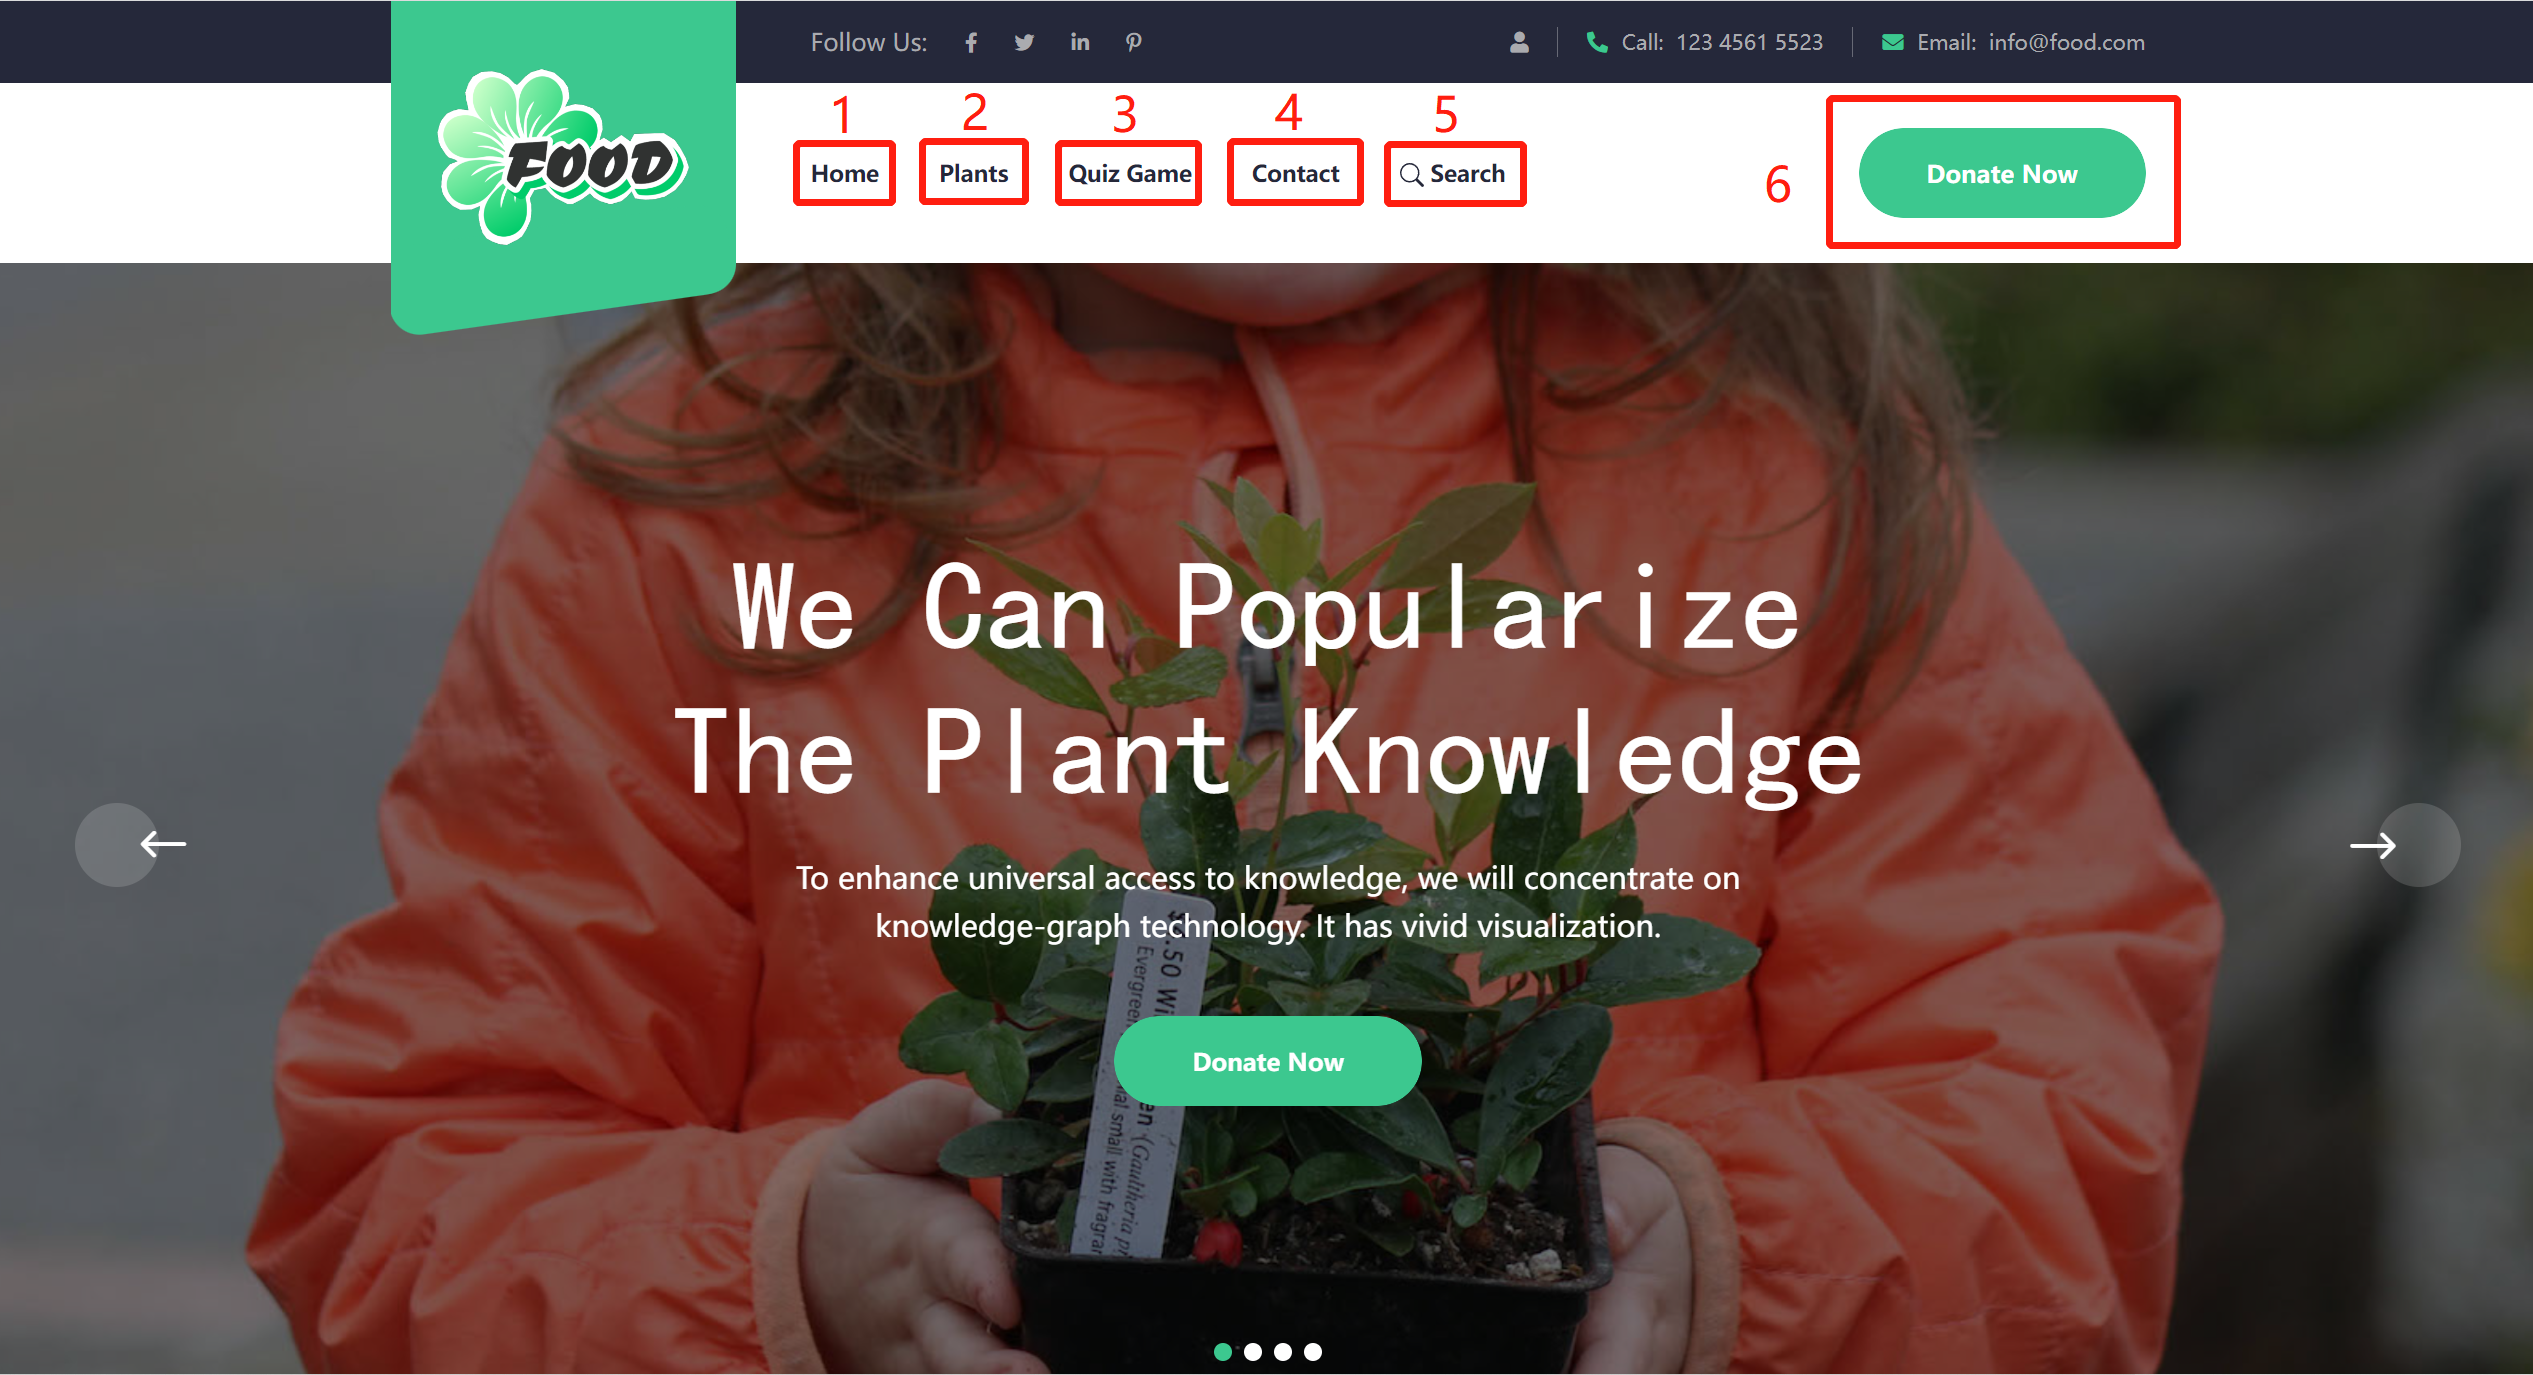 Follow Us:
Call: 123 4561 5523
Email: info@food.com
FOOD
1
2
3
4
5
6
Home
Plants
Quiz Game
Contact
Search
Donate Now
We Can Popularize
The Plant Knowledge
To enhance universal access to knowledge, we will concentrate on
knowledge-graph technology. It has vivid visualization.
Donate Now
.50 Wi
Evergree
en (Gaultheria p
al small with fragra